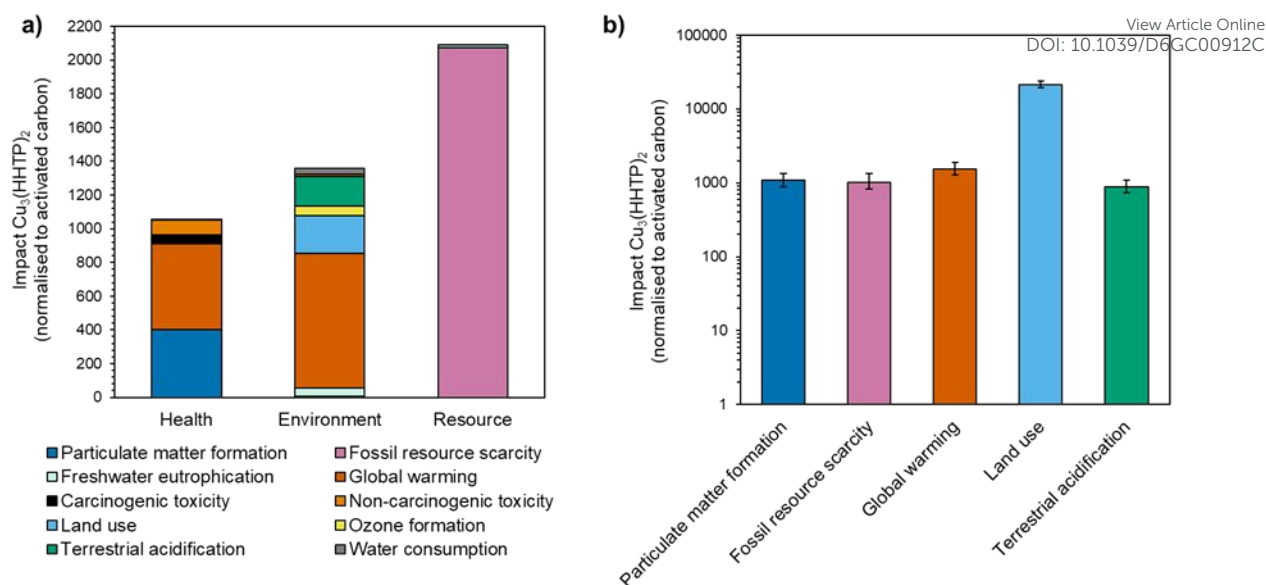 View Article Online
DOI: 10.1039/D6GC00912C
a)
Impact Cu₃(HHTP)₂
(normalised to activated carbon)
2200
2000
1800
1600
1400
1200
1000
800
600
400
200
0
Health Environment Resource
Particulate matter formation Fossil resource scarcity
Freshwater eutrophication Global warming
Carcinogenic toxicity Non-carcinogenic toxicity
Land use Ozone formation
Terrestrial acidification Water consumption
b)
Impact Cu₃(HHTP)₂
(normalised to activated carbon)
100000
10000
1000
100
10
1
Particulate matter formation
Fossil resource scarcity
Global warming
Land use
Terrestrial acidification